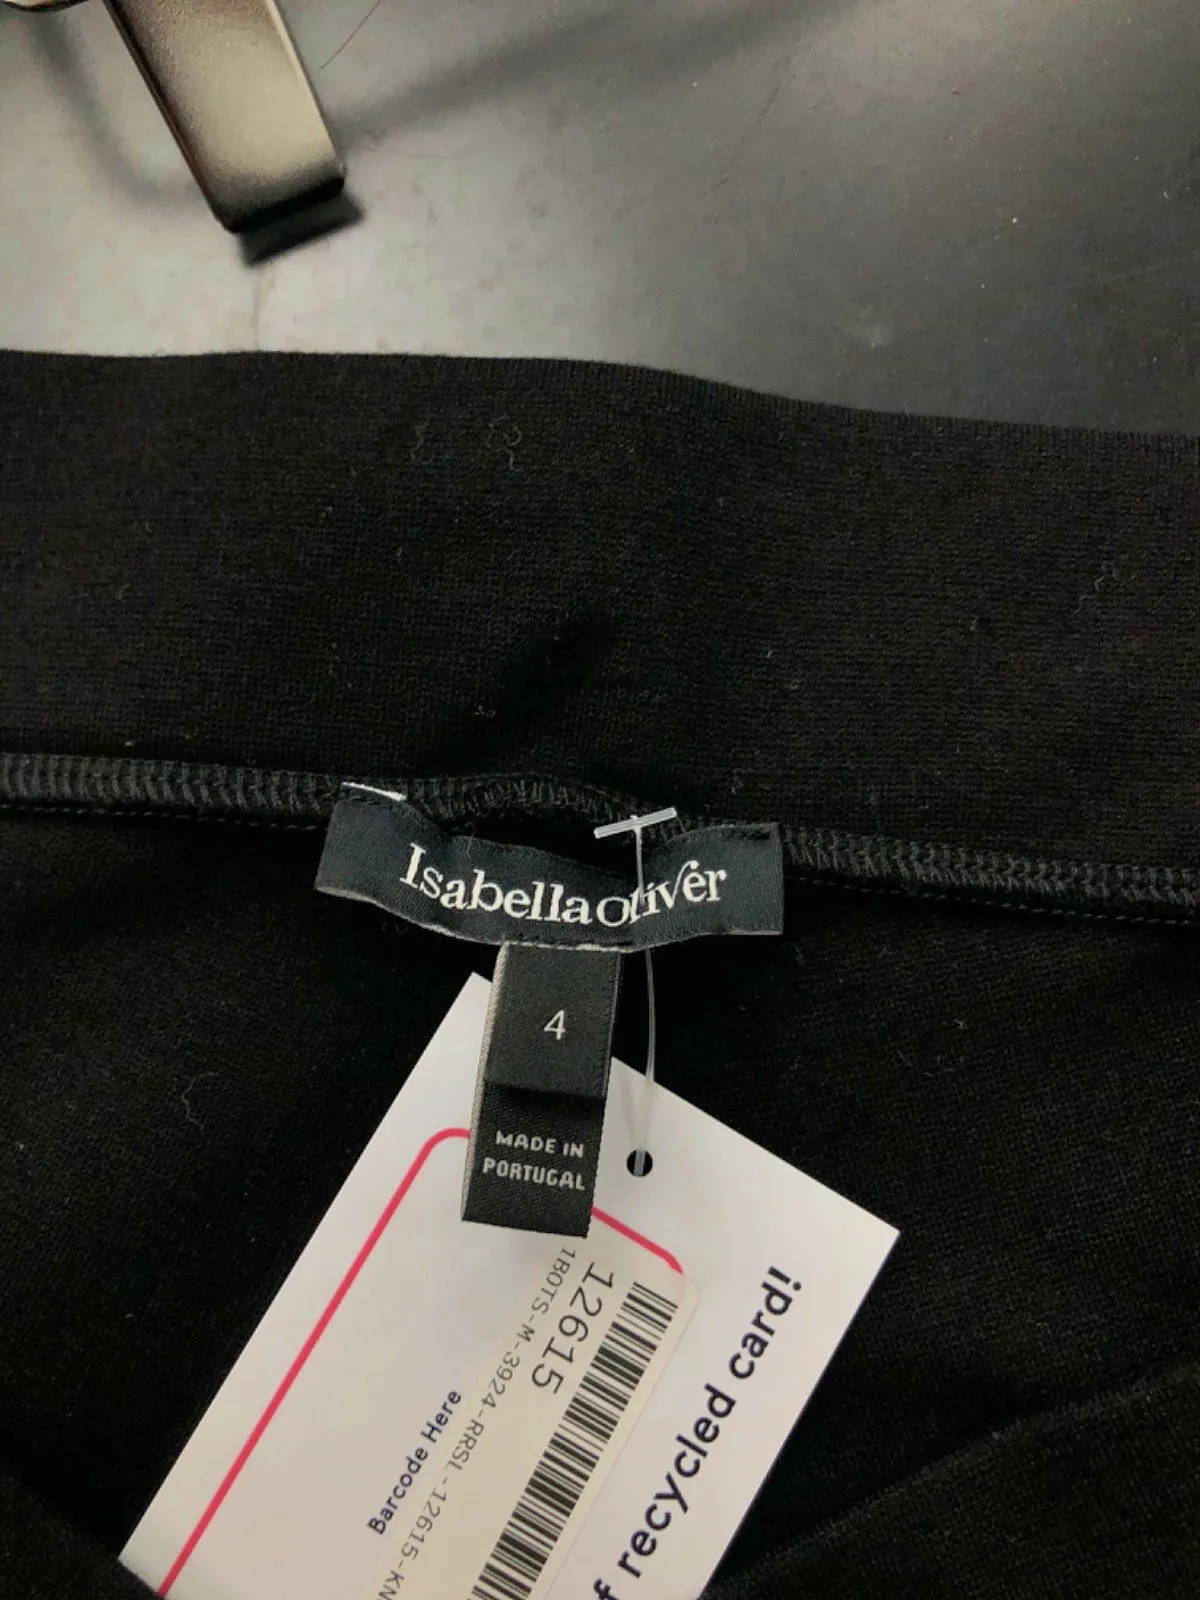 Isabella Oliver
4
MADE IN
PORTUGAL
12615
1BOTS-M-3924-RRSL-12615-KN
Barcode Here
f recycled card!